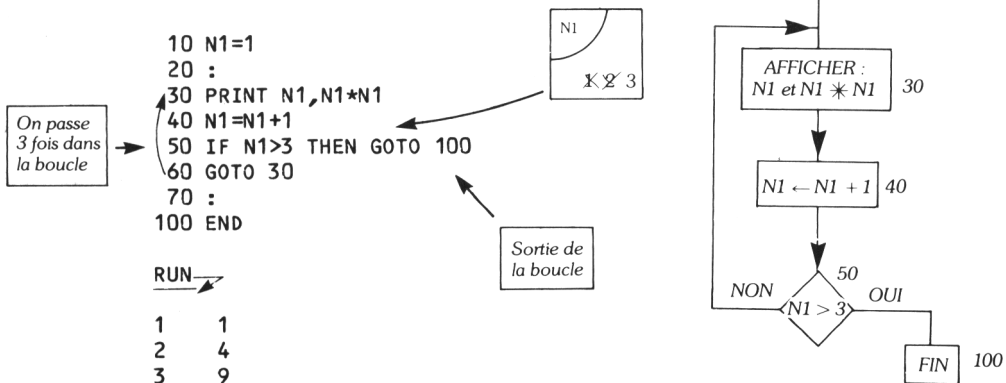 10 N1=1
20 :
30 PRINT N1,N1*N1
40 N1=N1+1
50 IF N1>3 THEN GOTO 100
60 GOTO 30
70 :
100 END
On passe
3 fois dans
la boucle
N1
1 2 3
Sortie de
la boucle
RUN
1 1
2 4
3 9
AFFICHER :
N1 et N1 * N1
30
N1 ← N1 + 1 40
50
NON
N1 > 3
OUI
FIN 100